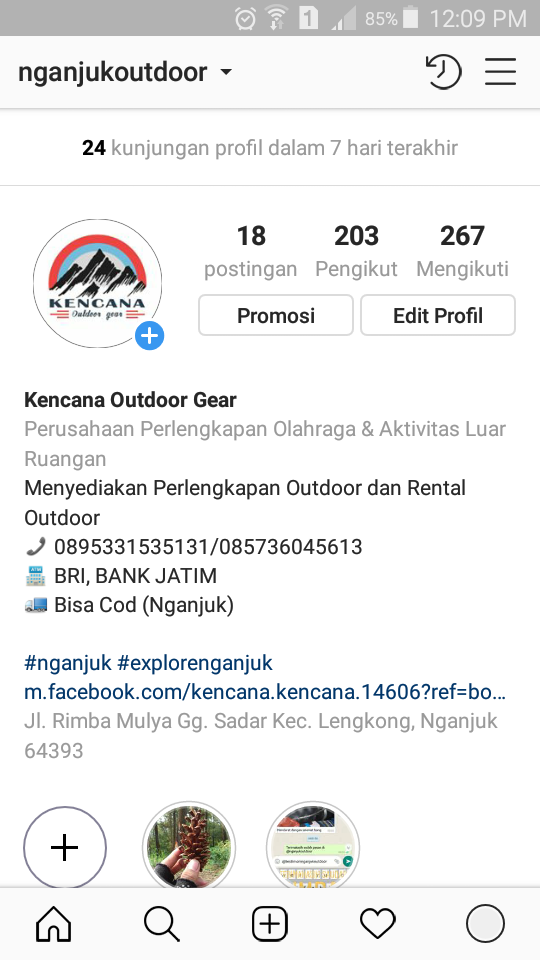 85% 12:09 PM
nganjukoutdoor
24 kunjungan profil dalam 7 hari terakhir
18 203 267
postingan Pengikut Mengikuti
Promosi Edit Profil
KENCANA
Outdoor gear
Kencana Outdoor Gear
Perusahaan Perlengkapan Olahraga & Aktivitas Luar
Ruangan
Menyediakan Perlengkapan Outdoor dan Rental
Outdoor
0895331535131/085736045613
BRI, BANK JATIM
Bisa Cod (Nganjuk)
#nganjuk #explorenganjuk
m.facebook.com/kencana.kencana.14606?ref=bo...
Jl. Rimba Mulya Gg. Sadar Kec. Lengkong, Nganjuk
64393